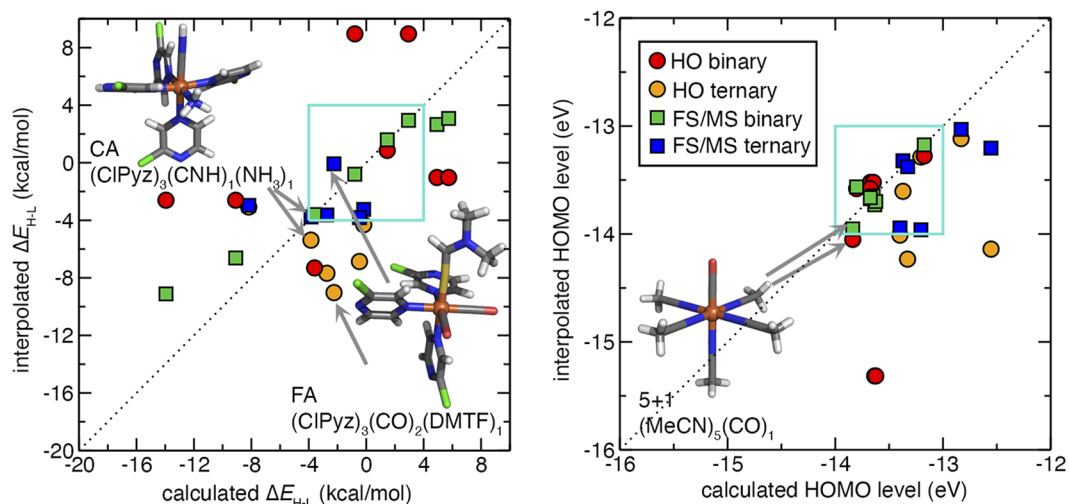 8
4
0
-4
-8
-12
-16
-20
-20 -16 -12 -8 -4 0 4 8
interpolated ΔE_H-L (kcal/mol)
calculated ΔE_H-L (kcal/mol)
CA
(ClPyz)₃(CNH)₁(NH₃)₁
FA
(ClPyz)₃(CO)₂(DMTF)₁
-12
-13
-14
-15
-16
-16 -15 -14 -13 -12
interpolated HOMO level (eV)
calculated HOMO level (eV)
HO binary
HO ternary
FS/MS binary
FS/MS ternary
5+1
(MeCN)₅(CO)₁